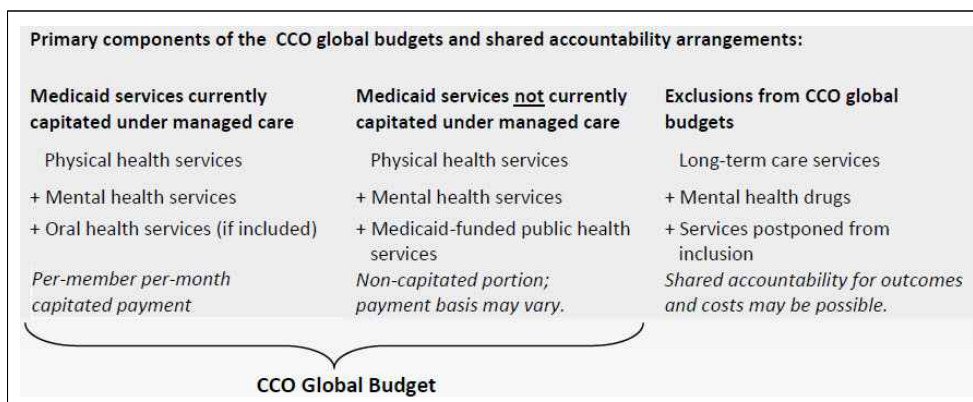 Primary components of the CCO global budgets and shared accountability arrangements:
Medicaid services currently
capitated under managed care
Physical health services
+ Mental health services
+ Oral health services (if included)
Per-member per-month
capitated payment
Medicaid services not currently
capitated under managed care
Physical health services
+ Mental health services
+ Medicaid-funded public health
services
Non-capitated portion;
payment basis may vary.
Exclusions from CCO global
budgets
Long-term care services
+ Mental health drugs
+ Services postponed from
inclusion
Shared accountability for outcomes
and costs may be possible.
CCO Global Budget